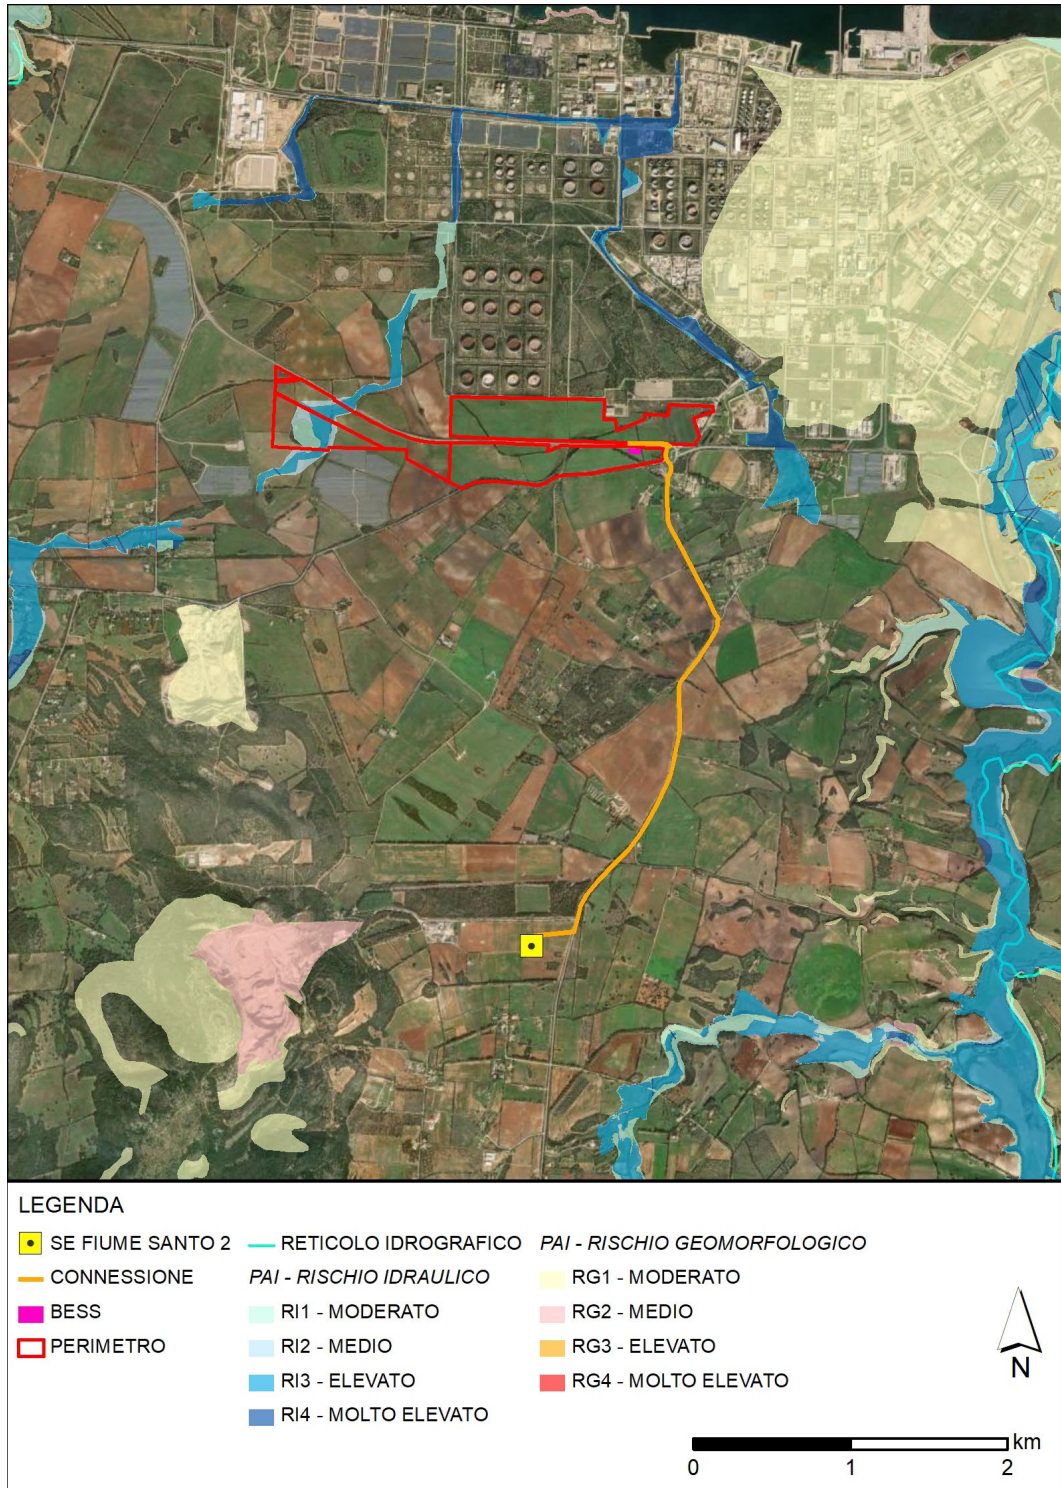 LEGENDA
SE FIUME SANTO 2
CONNESSIONE
BESS
PERIMETRO
RETICOLO IDROGRAFICO
PAI - RISCHIO IDRAULICO
RI1 - MODERATO
RI2 - MEDIO
RI3 - ELEVATO
RI4 - MOLTO ELEVATO
PAI - RISCHIO GEOMORFOLOGICO
RG1 - MODERATO
RG2 - MEDIO
RG3 - ELEVATO
RG4 - MOLTO ELEVATO
N
km
0 1 2